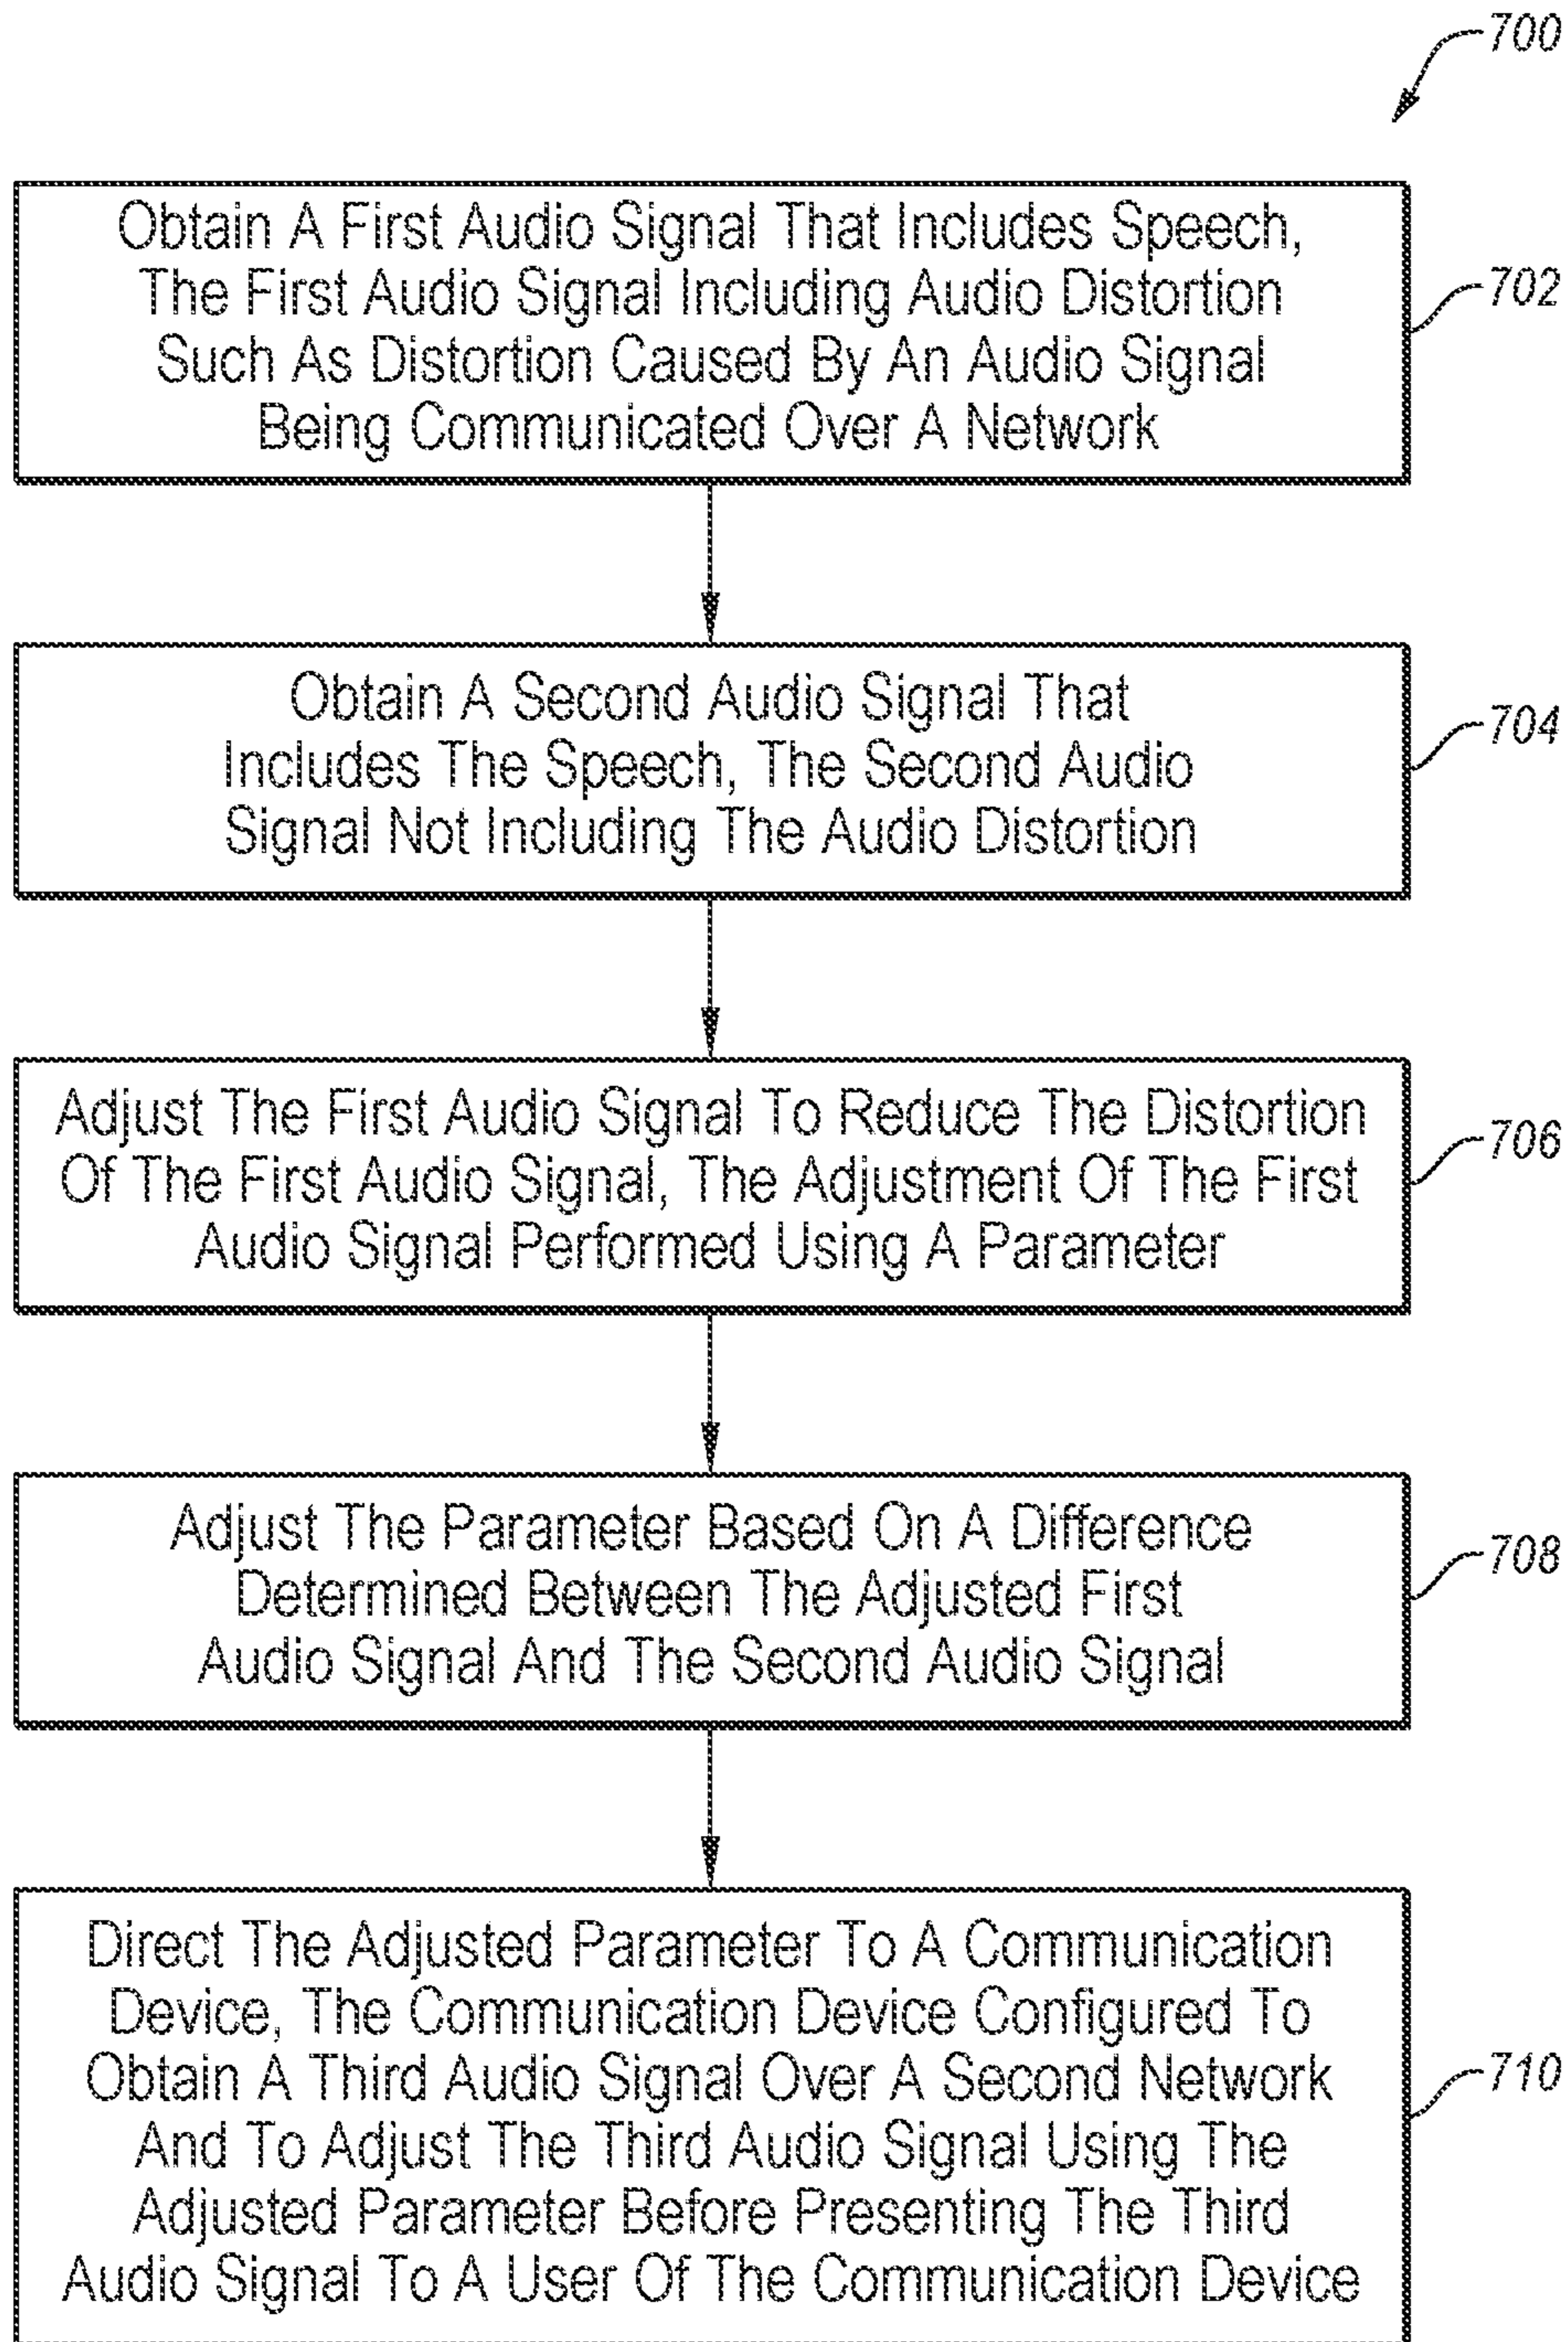 700
Obtain A First Audio Signal That Includes Speech,
The First Audio Signal Including Audio Distortion
Such As Distortion Caused By An Audio Signal
Being Communicated Over A Network
702
Obtain A Second Audio Signal That
Includes The Speech, The Second Audio
Signal Not Including The Audio Distortion
704
Adjust The First Audio Signal To Reduce The Distortion
Of The First Audio Signal, The Adjustment Of The First
Audio Signal Performed Using A Parameter
706
Adjust The Parameter Based On A Difference
Determined Between The Adjusted First
Audio Signal And The Second Audio Signal
708
Direct The Adjusted Parameter To A Communication
Device, The Communication Device Configured To
Obtain A Third Audio Signal Over A Second Network
And To Adjust The Third Audio Signal Using The
Adjusted Parameter Before Presenting The Third
Audio Signal To A User Of The Communication Device
710